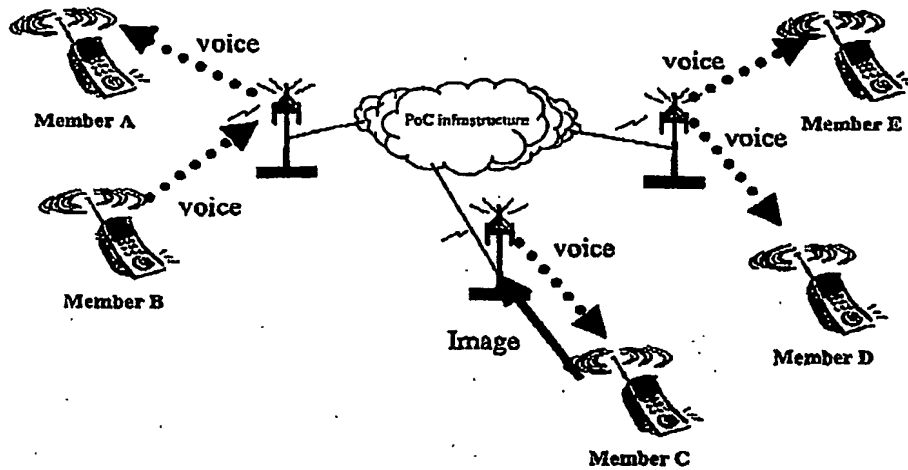 voice
voice
Member A
PoC infrastructure
Member E
voice
voice
Member B
voice
Image
Member D
Member C